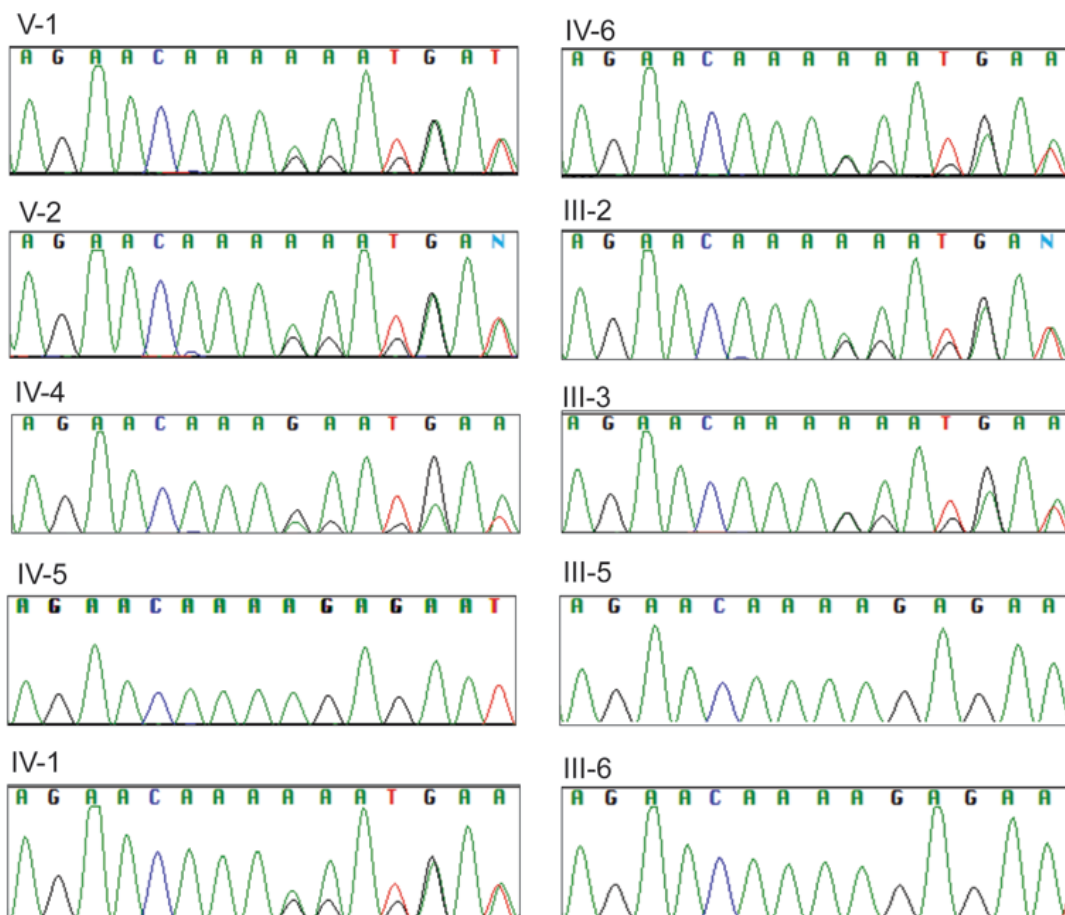 V-1
A G A A C A A A A A A T G A T
IV-6
A G A A C A A A A A A T G A A
V-2
A G A A C A A A A A A T G A N
III-2
A G A A C A A A A A A T G A N
IV-4
A G A A C A A A G A A T G A A
III-3
A G A A C A A A A A A T G A A
IV-5
A G A A C A A A A G A G A A T
III-5
A G A A C A A A A G A G A A
IV-1
A G A A C A A A A A A T G A A
III-6
A G A A C A A A A G A G A A